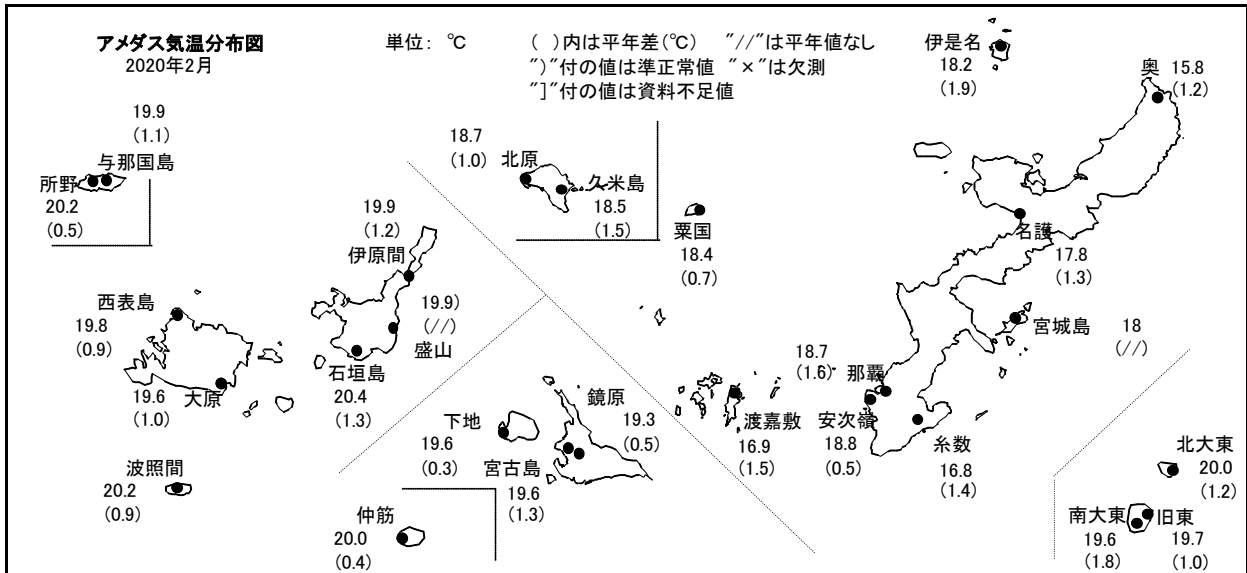 アメダス気温分布図
2020年2月
単位： ℃
（ ）内は平年差（℃） "//"は平年値なし
")"付の値は準正常値 "×"は欠測
"]"付の値は資料不足値
伊是名
18.2
(1.9)
奥
15.8
(1.2)
19.9
(1.1)
与那国島
所野
20.2
(0.5)
18.7
(1.0)
北原
久米島
18.5
(1.5)
粟国
18.4
(0.7)
名護
17.8
(1.3)
19.9
(1.2)
伊原間
19.9)
(//)
盛山
石垣島
20.4
(1.3)
西表島
19.8
(0.9)
19.6
(1.0)
大原
波照間
20.2
(0.9)
宮城島
18
(//)
18.7
(1.6)
那覇
安次嶺
18.8
(0.5)
糸数
16.8
(1.4)
渡嘉敷
16.9
(1.5)
鏡原
19.3
(0.5)
下地
19.6
(0.3)
宮古島
19.6
(1.3)
仲筋
20.0
(0.4)
北大東
20.0
(1.2)
南大東
19.6
(1.8)
旧東
19.7
(1.0)